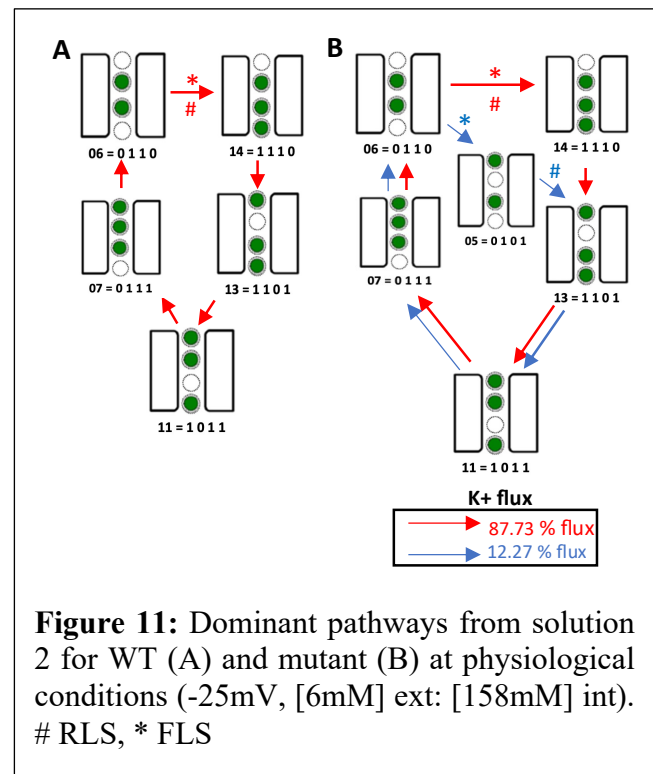 A
B
*
#
06 = 0 1 1 0
14 = 1 1 1 0
*
#
*
06 = 0 1 1 0
14 = 1 1 1 0
#
05 = 0 1 0 1
07 = 0 1 1 1
13 = 1 1 0 1
07 = 0 1 1 1
13 = 1 1 0 1
11 = 1 0 1 1
11 = 1 0 1 1
K+ flux
87.73 % flux
12.27 % flux
Figure 11: Dominant pathways from solution
2 for WT (A) and mutant (B) at physiological
conditions (-25mV, [6mM] ext: [158mM] int).
# RLS, * FLS